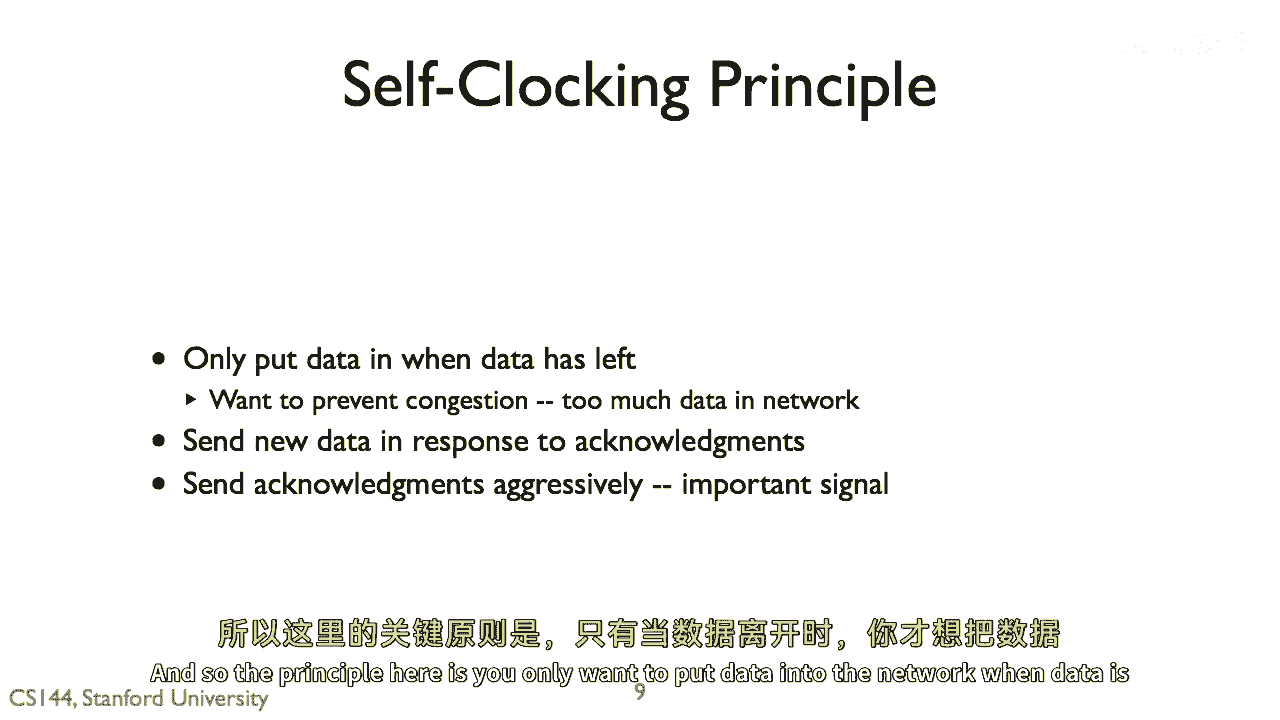 Self-Clocking Principle
• Only put data in when data has left
▸ Want to prevent congestion -- too much data in network
• Send new data in response to acknowledgments
• Send acknowledgments aggressively -- important signal
所以这里的关键原则是，只有当数据离开时，你才想把数据
And so the principle here is you only want to put data into the network when data is
CS144, Stanford University
9